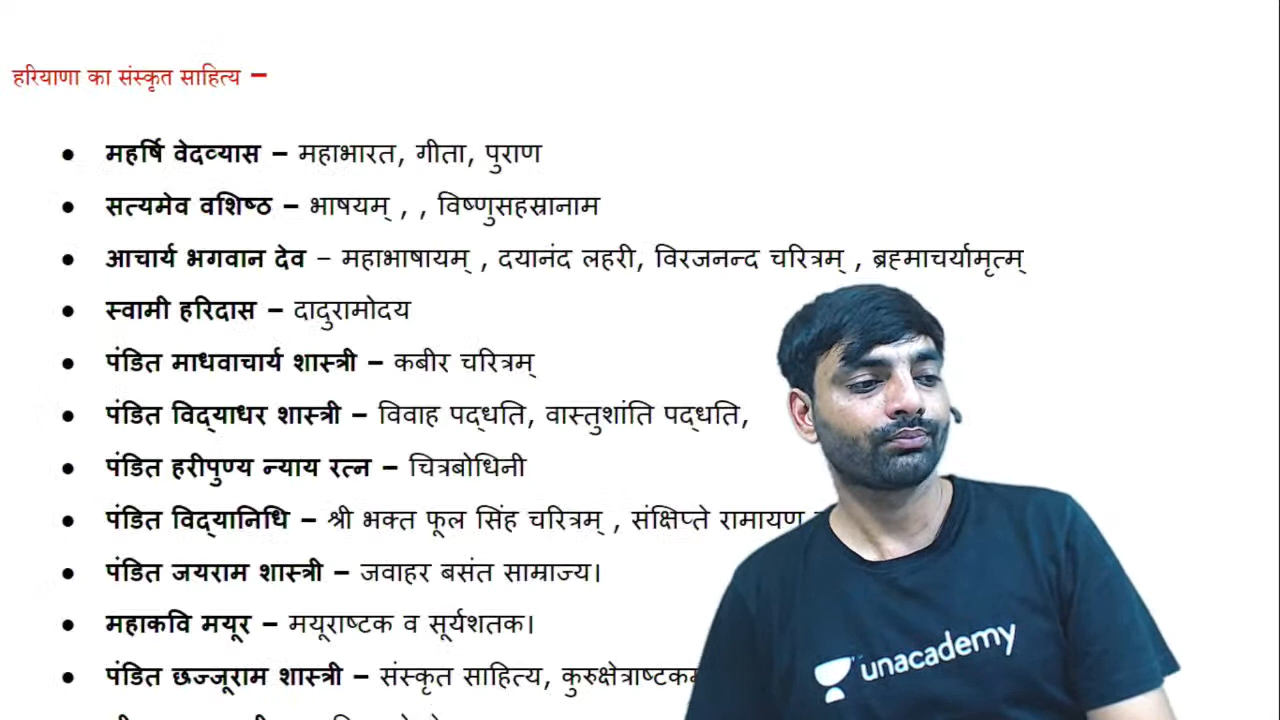 हरियाणा का संस्कृत साहित्य –
● महर्षि वेदव्यास – महाभारत, गीता, पुराण
● सत्यमेव वशिष्ठ – भाषयम् , , विष्णुसहस्रानाम
● आचार्य भगवान देव – महाभाषायम् , दयानंद लहरी, विरजनन्द चरित्रम् , ब्रह्माचर्यामृत्म्
● स्वामी हरिदास – दादुरामोदय
● पंडित माधवाचार्य शास्त्री – कबीर चरित्रम्
● पंडित विद्याधर शास्त्री – विवाह पद्धति, वास्तुशांति पद्धति,
● पंडित हरीपुण्य न्याय रत्न – चित्रबोधिनी
● पंडित विद्यानिधि – श्री भक्त फूल सिंह चरित्रम् , संक्षिप्ते रामायण
● पंडित जयराम शास्त्री – जवाहर बसंत साम्राज्य।
● महाकवि मयूर – मयूराष्टक व सूर्यशतक।
● पंडित छज्जूराम शास्त्री – संस्कृत साहित्य,
unacademy